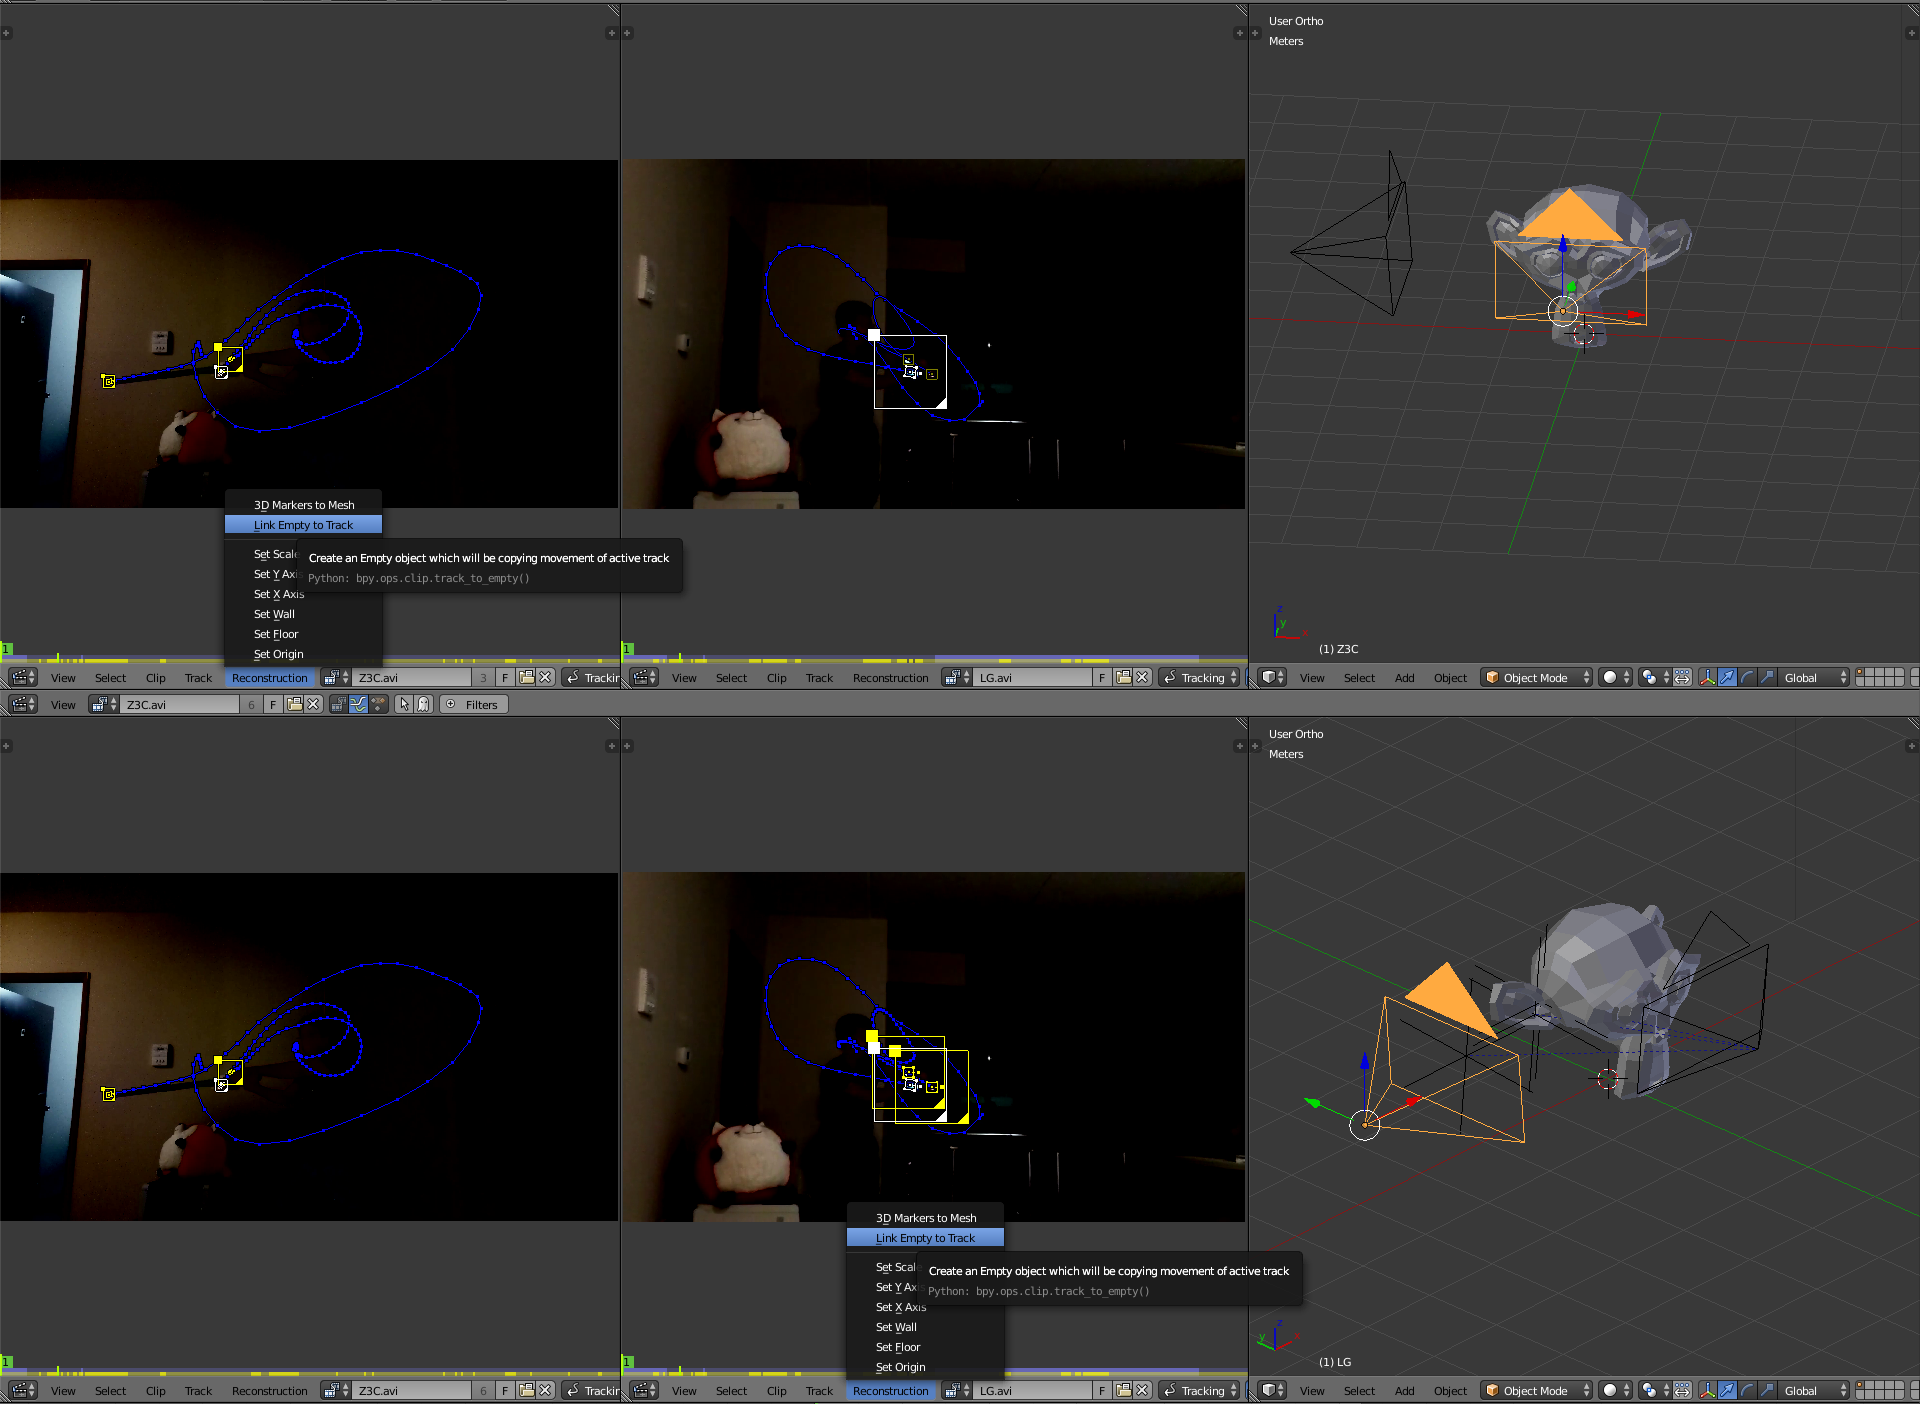 User Ortho
Meters
3D Markers to Mesh
Link Empty to Track
Set Scale
Set Y Axis
Set X Axis
Set Wall
Set Floor
Set Origin
Create an Empty object which will be copying movement of active track
Python: bpy.ops.clip.track_to_empty()
(1) Z3C
1
1
View Select Clip Track Reconstruction Z3C.avi 3 F Trackin
View Select Clip Track Reconstruction LG.avi F Tracking
View Select Add Object Object Mode Global
View Z3C.avi 6 F Filters
User Ortho
Meters
3D Markers to Mesh
Link Empty to Track
Set Scale
Set Y Axis
Set X Axis
Set Wall
Set Floor
Set Origin
Create an Empty object which will be copying movement of active track
Python: bpy.ops.clip.track_to_empty()
(1) LG
1
1
View Select Clip Track Reconstruction Z3C.avi 6 F Trackin
View Select Clip Track Reconstruction LG.avi F Tracking
View Select Add Object Object Mode Global